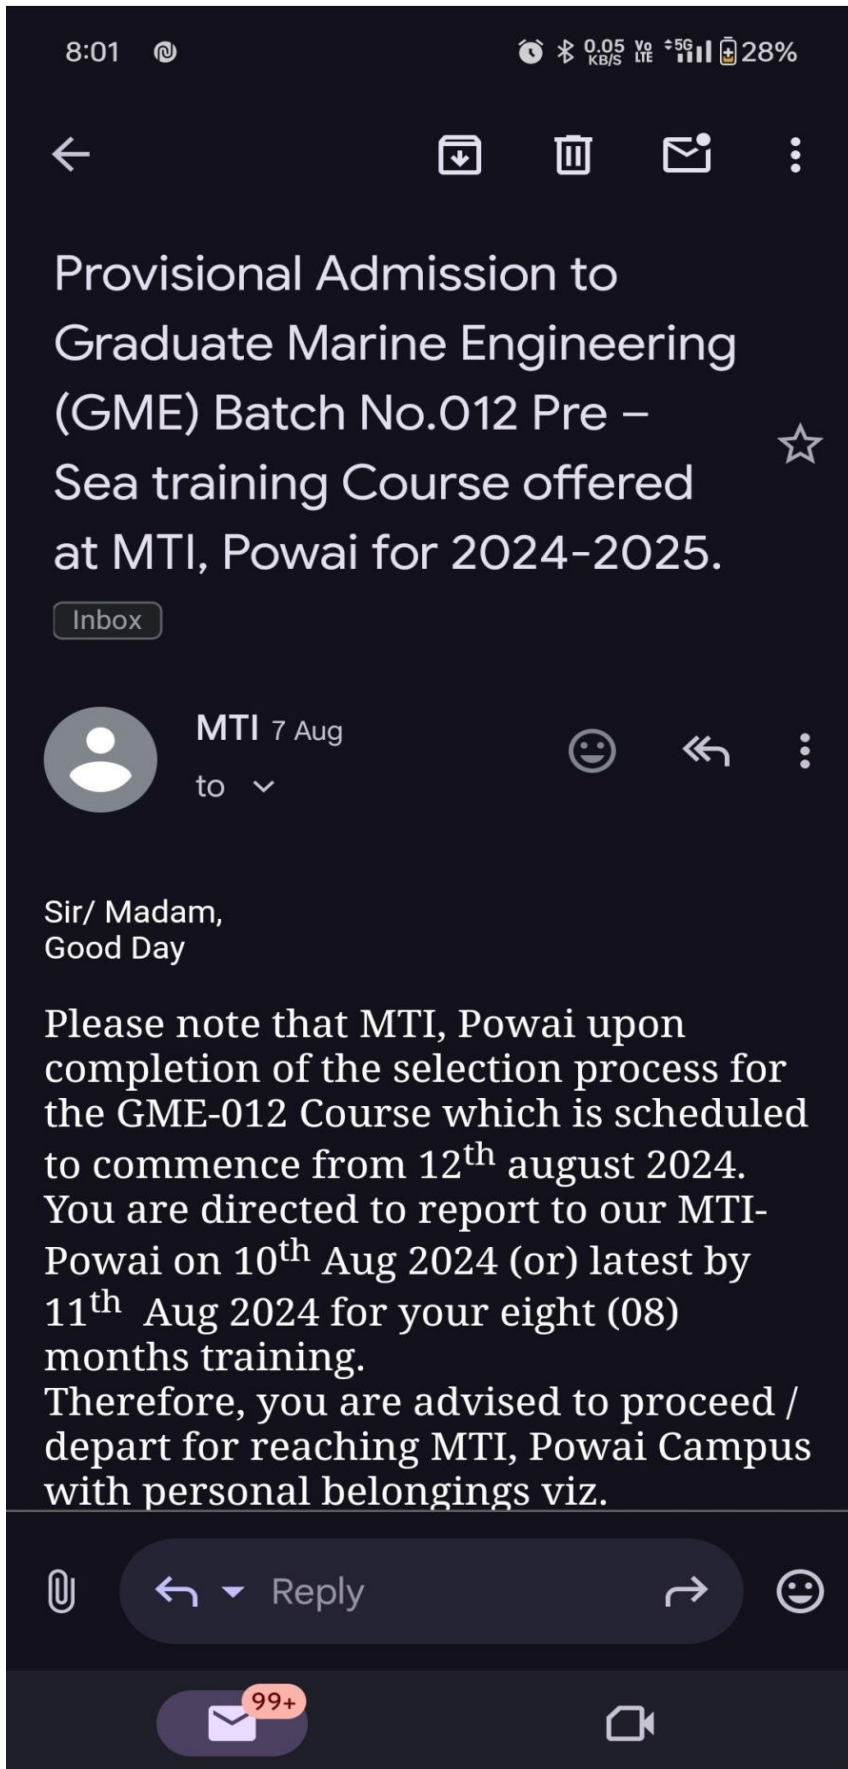 8:01 0.05 KB/S Vo LTE 5G 28%
Provisional Admission to
Graduate Marine Engineering
(GME) Batch No.012 Pre –
Sea training Course offered
at MTI, Powai for 2024-2025.
Inbox
MTI 7 Aug
to
Sir/ Madam,
Good Day
Please note that MTI, Powai upon
completion of the selection process for
the GME-012 Course which is scheduled
to commence from 12th august 2024.
You are directed to report to our MTI-
Powai on 10th Aug 2024 (or) latest by
11th Aug 2024 for your eight (08)
months training.
Therefore, you are advised to proceed /
depart for reaching MTI, Powai Campus
with personal belongings viz.
Reply
99+